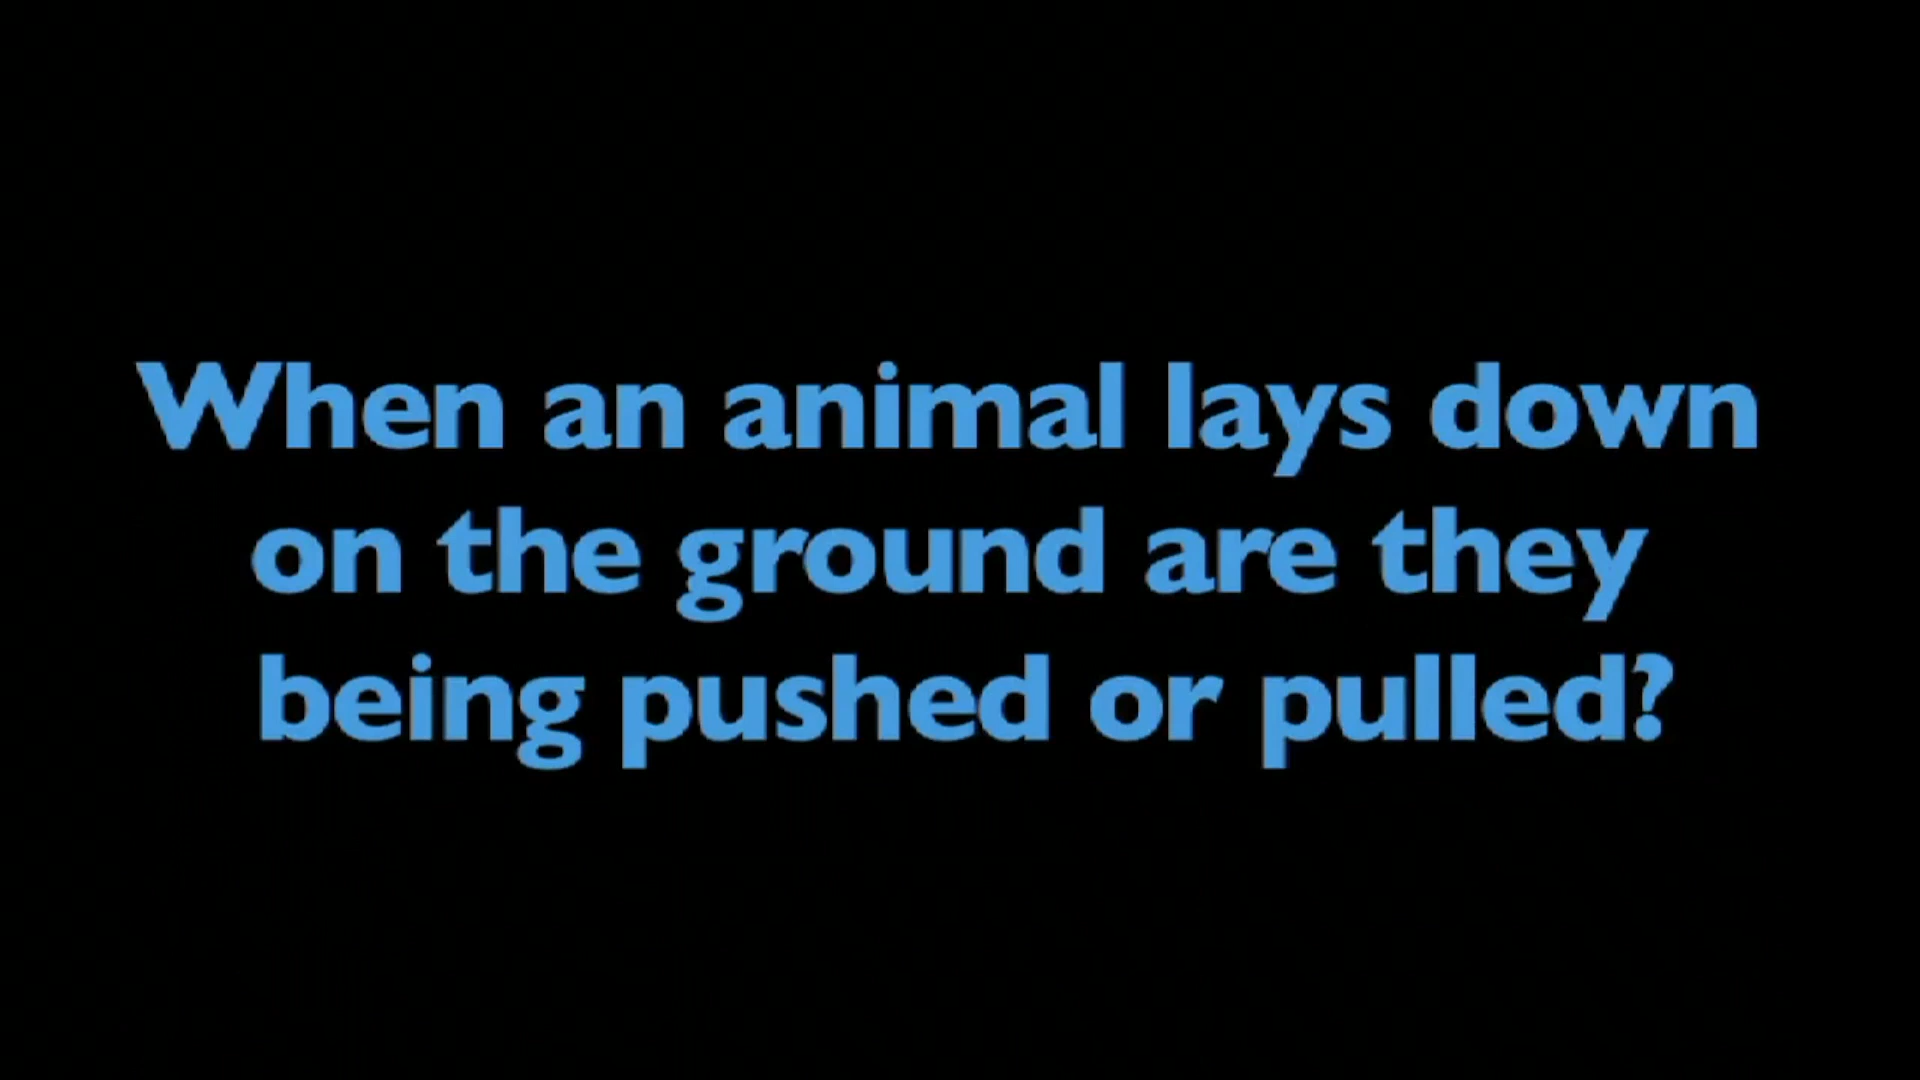 When an animal lays down
on the ground are they
being pushed or pulled?